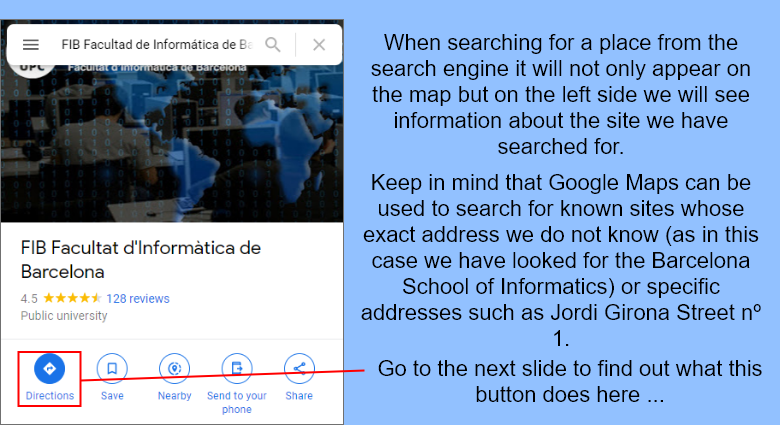 FIB Facultad de Informática de Ba
UPC
Facultat d'Informàtica de Barcelona
FIB Facultat d'Informàtica de
Barcelona
4.5 128 reviews
Public university
Directions Save Nearby Send to your Share
phone
When searching for a place from the
search engine it will not only appear on
the map but on the left side we will see
information about the site we have
searched for.
Keep in mind that Google Maps can be
used to search for known sites whose
exact address we do not know (as in this
case we have looked for the Barcelona
School of Informatics) or specific
addresses such as Jordi Girona Street nº
1.
Go to the next slide to find out what this
button does here ...